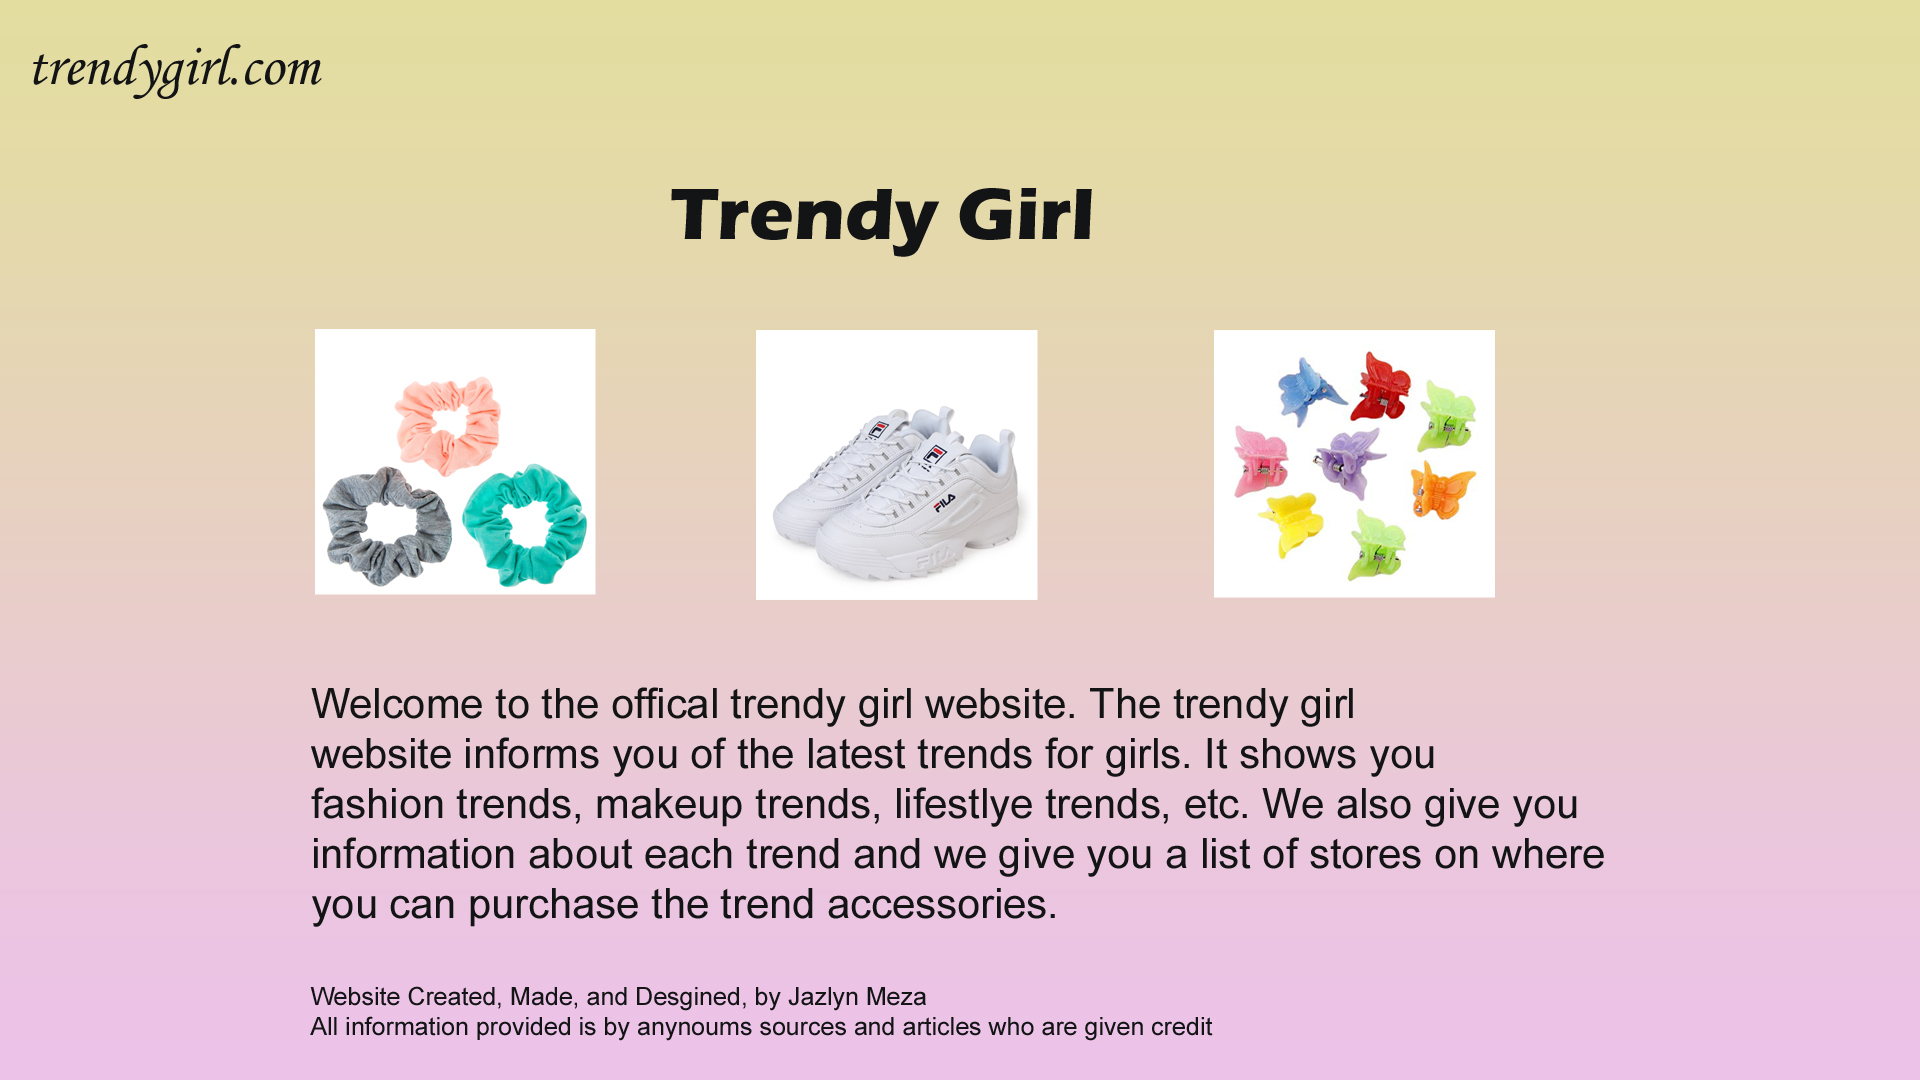 trendygirl.com
Trendy Girl
FILA
FILA
Welcome to the offical trendy girl website. The trendy girl
website informs you of the latest trends for girls. It shows you
fashion trends, makeup trends, lifestlye trends, etc. We also give you
information about each trend and we give you a list of stores on where
you can purchase the trend accessories.
Website Created, Made, and Desgined, by Jazlyn Meza
All information provided is by anynoums sources and articles who are given credit